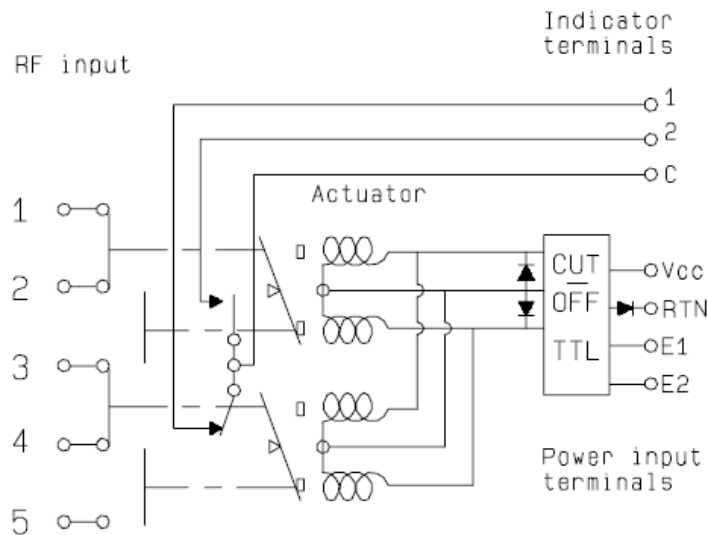 Indicator
terminals
RF input
1
2
C
Actuator
1
2
3
4
5
CUT
OFF
TTL
Vcc
RTN
E1
E2
Power input
terminals